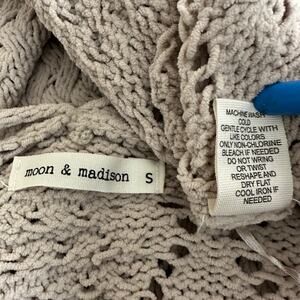 moon & madison S
MACHINE WASH
COLD
GENTLE CYCLE WITH
LIKE COLORS
ONLY NON-CHLORINE
BLEACH IF NEEDED
DO NOT WRING
OR TWIST
RESHAPE AND
DRY FLAT
COOL IRON IF
NEEDED